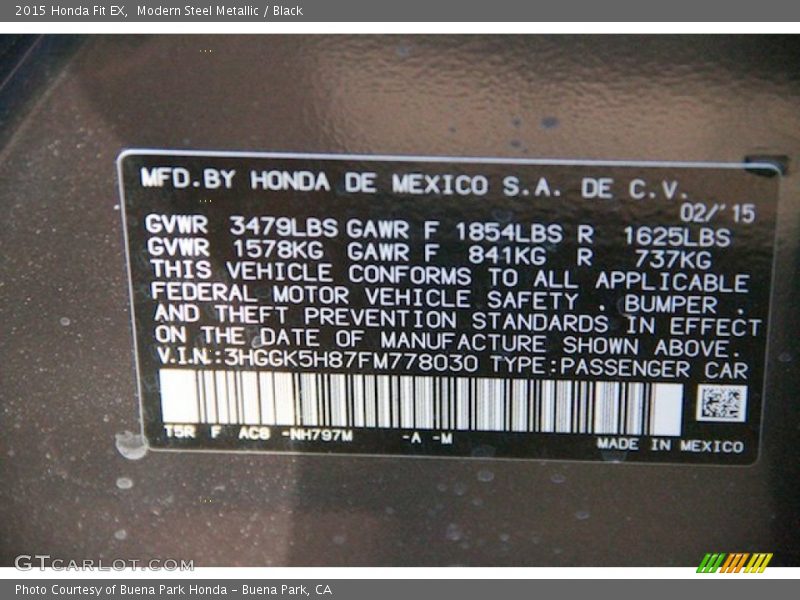 2015 Honda Fit EX,  Modern Steel Metallic / Black
MFD.BY HONDA DE MEXICO S.A. DE C.V.
02/'15
GVWR 3479LBS GAWR F 1854LBS R 1625LBS
GVWR 1578KG GAWR F 841KG R 737KG
THIS VEHICLE CONFORMS TO ALL APPLICABLE
FEDERAL MOTOR VEHICLE SAFETY , BUMPER ,
AND THEFT PREVENTION STANDARDS IN EFFECT
ON THE DATE OF MANUFACTURE SHOWN ABOVE.
V.I.N.:3HGGK5H87FM778030 TYPE:PASSENGER CAR
T5R F AC8 -NH797M -A -M
MADE IN MEXICO
GTCARLOT.COM
Photo Courtesy of Buena Park Honda - Buena Park, CA